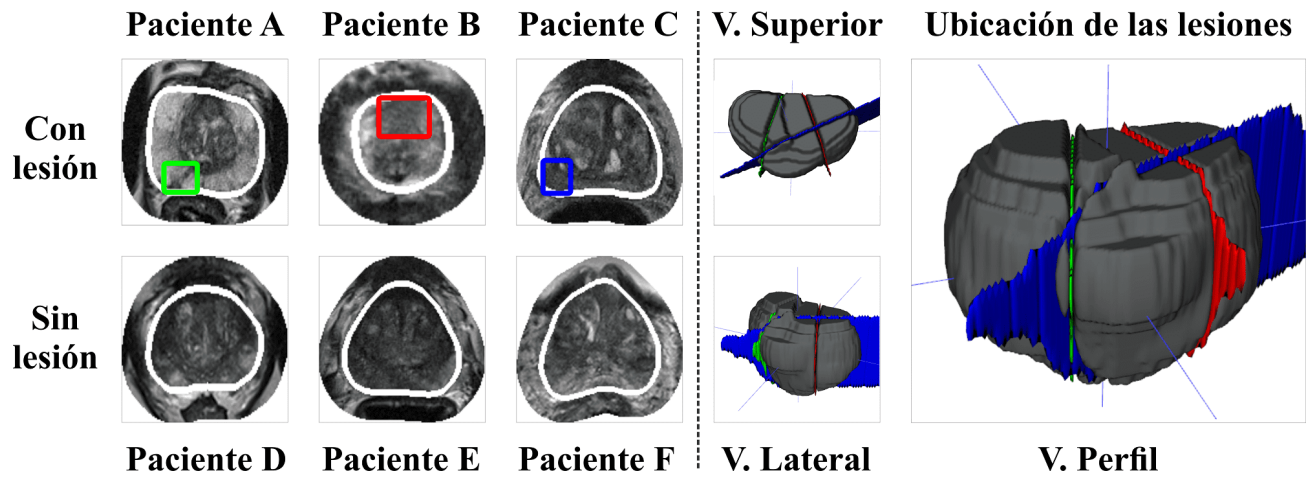 Paciente A
Paciente B
Paciente C
V. Superior
Ubicación de las lesiones
Con
lesión
Sin
lesión
Paciente D
Paciente E
Paciente F
V. Lateral
V. Perfil